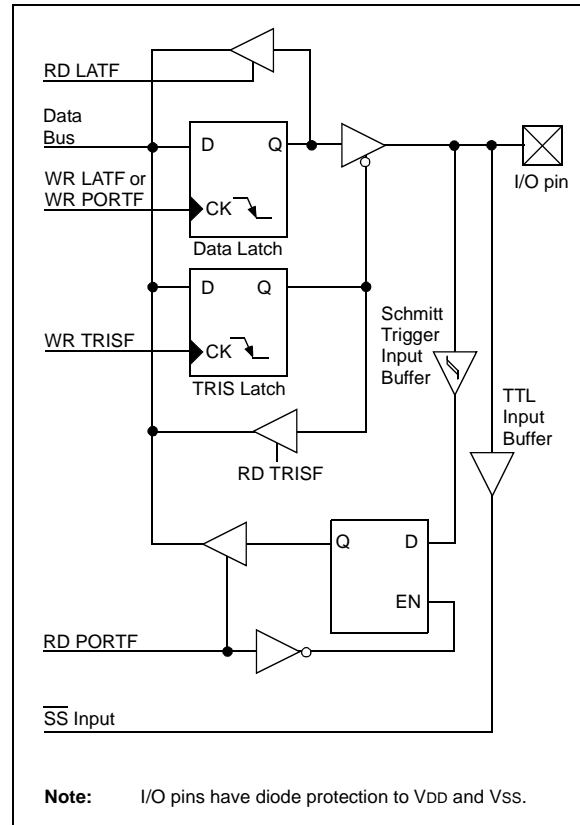 RD LATF
Data
Bus
D Q
WR LATF or
WR PORTF
CK
Data Latch
I/O pin
D Q
WR TRISF
CK
TRIS Latch
Schmitt
Trigger
Input
Buffer
TTL
Input
Buffer
RD TRISF
Q D
EN
RD PORTF
S̅S̅ Input
Note: I/O pins have diode protection to VDD and VSS.